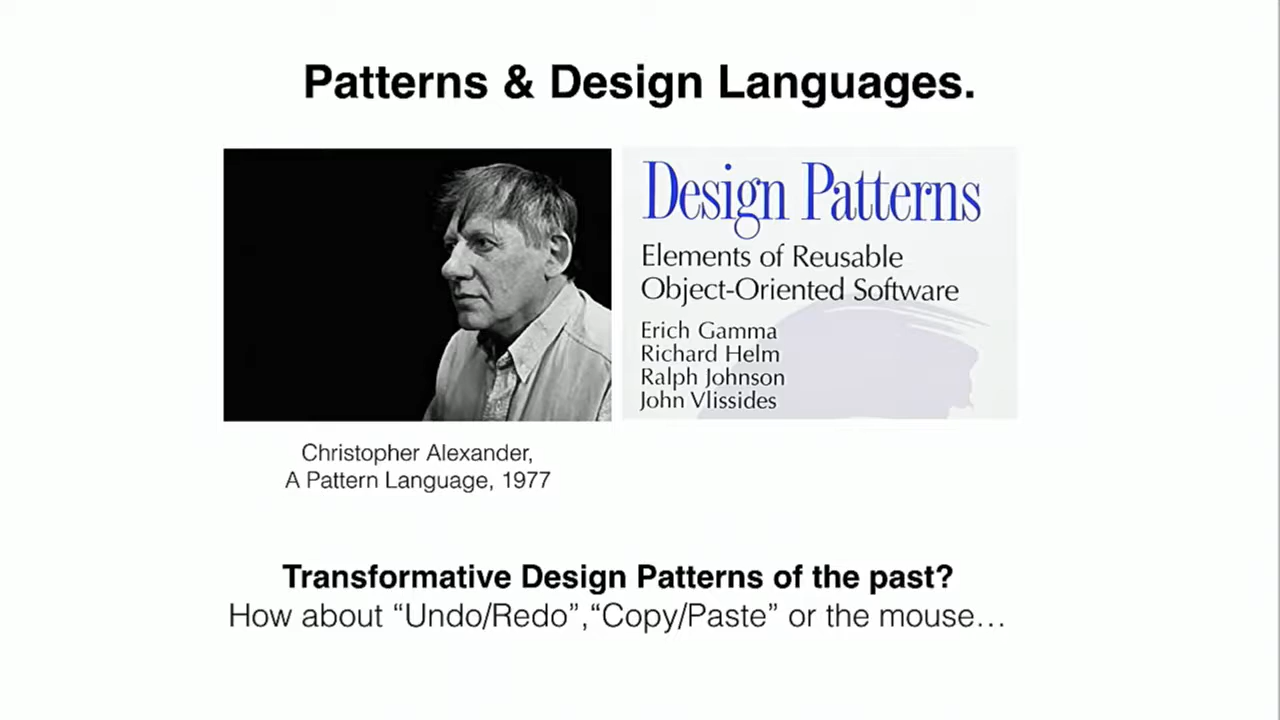 Patterns & Design Languages.
Design Patterns
Elements of Reusable
Object-Oriented Software
Erich Gamma
Richard Helm
Ralph Johnson
John Vlissides
Christopher Alexander,
A Pattern Language, 1977
Transformative Design Patterns of the past?
How about “Undo/Redo”,“Copy/Paste” or the mouse…